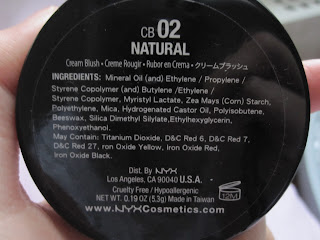 CB 02
NATURAL
Cream Blush • Creme Rougir • Rubor en Crema • クリームブラッシュ
INGREDIENTS: Mineral Oil (and) Ethylene / Propylene /
Styrene Copolymer (and) Butylene /Ethylene /
Styrene Copolymer, Myristyl Lactate, Zea Mays (Corn) Starch,
Polyethylene, Mica, Hydrogenated Castor Oil, Polyisobutene,
Beeswax, Silica Dimethyl Silylate,Ethylhexyglycerin,
Phenoxyethanol.
May Contain: Titanium Dioxide, D&C Red 6, D&C Red 7,
D&C Red 27, ron Oxide Yellow, Iron Oxide Red,
Iron Oxide Black.
Dist. By NYX
Los Angeles, CA 90040 U.S.A.
Cruelty Free / Hypoallergenic
NET WT. 0.19 OZ (5.3g) Made in Taiwan
www.NYXCosmetics.com